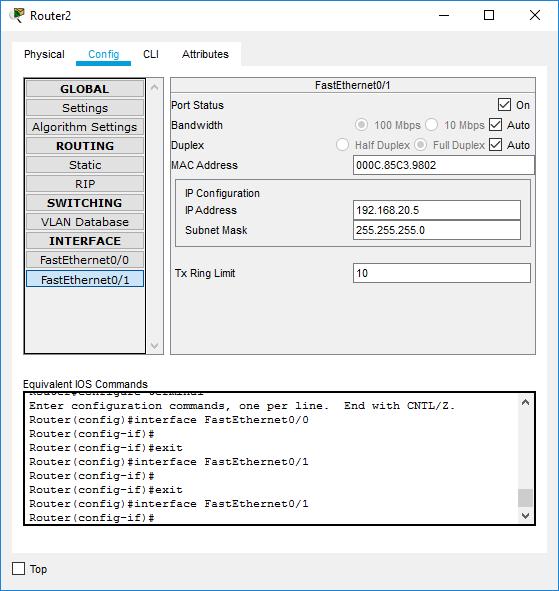 Router2
Physical Config CLI Attributes
GLOBAL
Settings
Algorithm Settings
ROUTING
Static
RIP
SWITCHING
VLAN Database
INTERFACE
FastEthernet0/0
FastEthernet0/1
FastEthernet0/1
Port Status On
Bandwidth 100 Mbps 10 Mbps Auto
Duplex Half Duplex Full Duplex Auto
MAC Address 000C.85C3.9802
IP Configuration
IP Address 192.168.20.5
Subnet Mask 255.255.255.0
Tx Ring Limit 10
Equivalent IOS Commands
Router#configure terminal
Enter configuration commands, one per line. End with CNTL/Z.
Router(config)#interface FastEthernet0/0
Router(config-if)#
Router(config-if)#exit
Router(config)#interface FastEthernet0/1
Router(config-if)#
Router(config-if)#exit
Router(config)#interface FastEthernet0/1
Router(config-if)#
Top